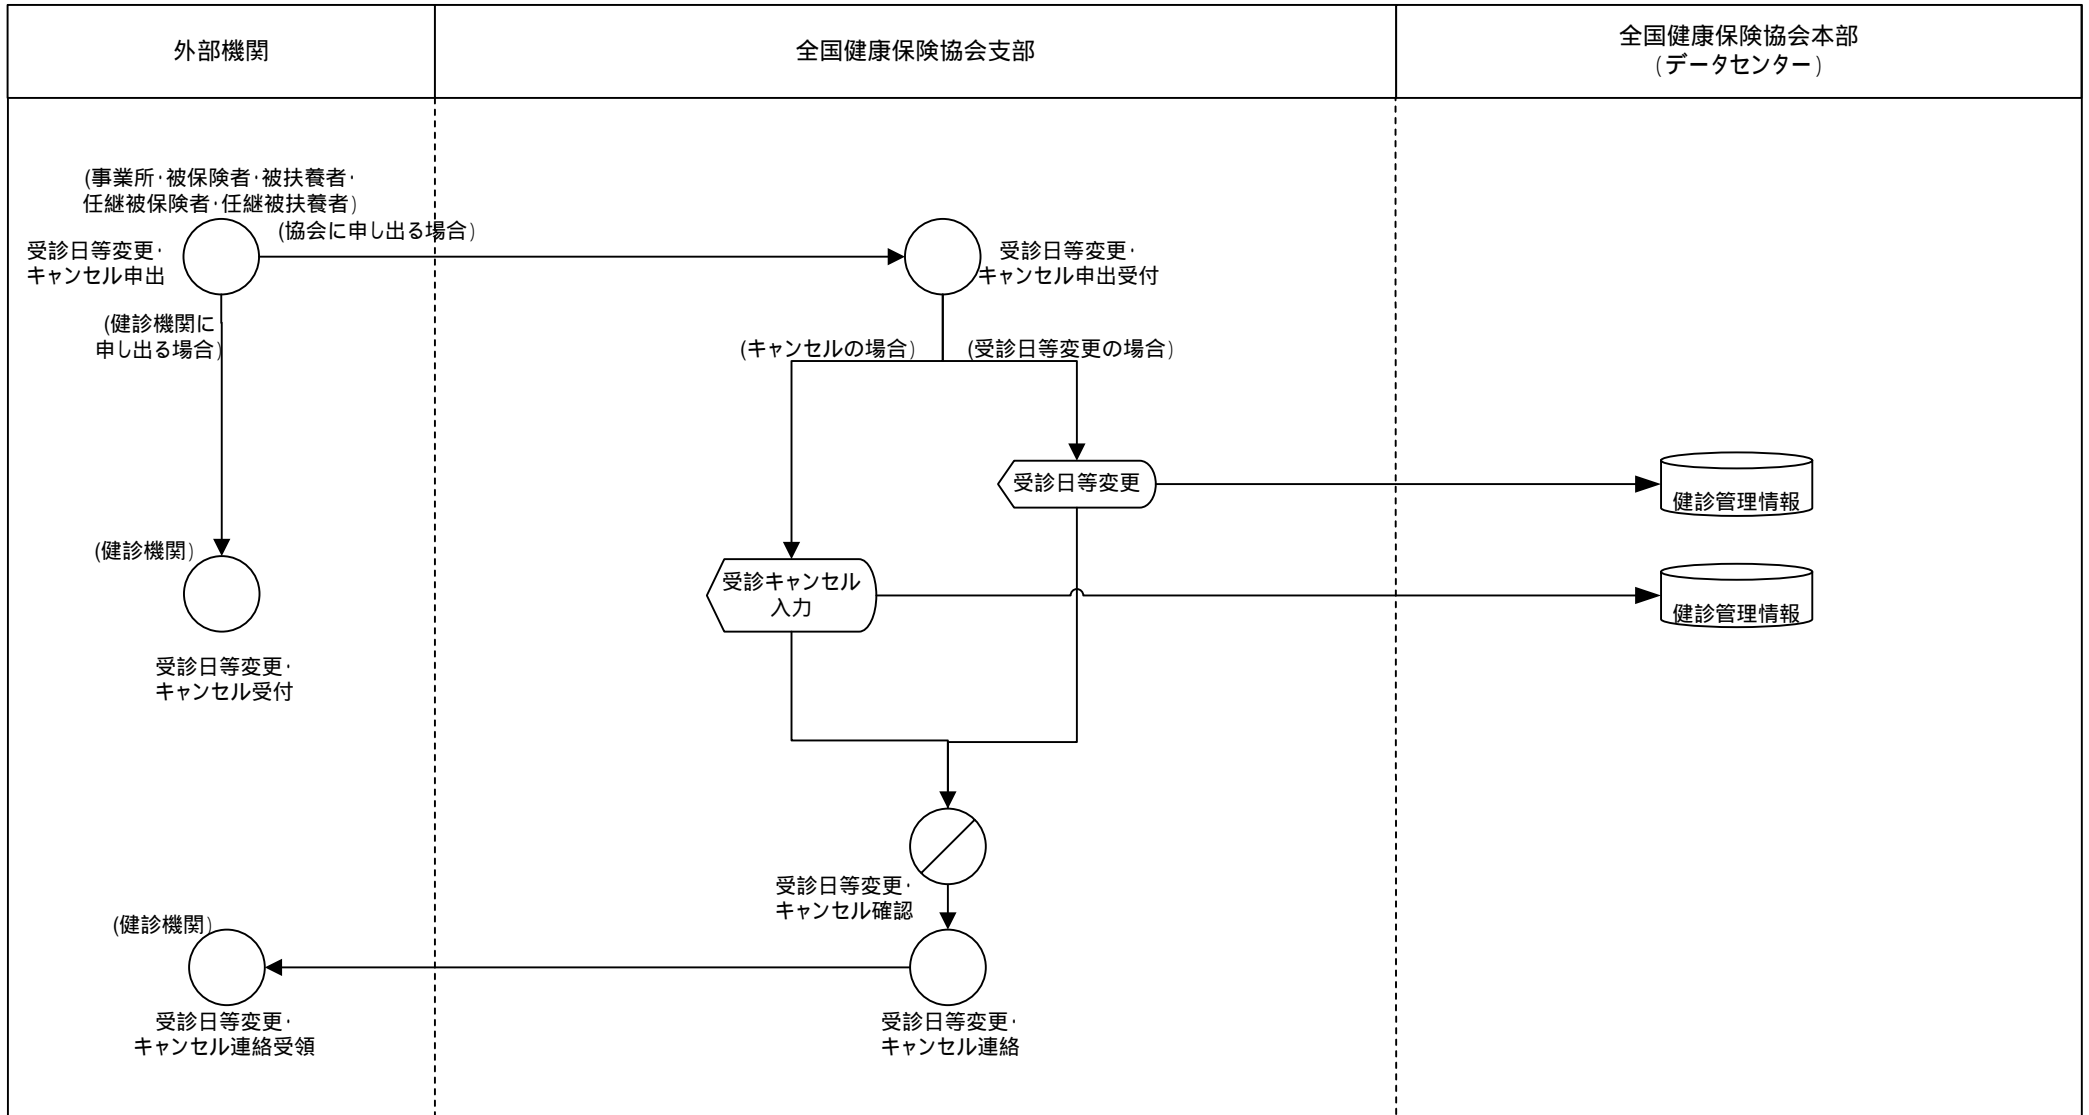 外部機関
全国健康保険協会支部
全国健康保険協会本部
(データセンター)
(事業所・被保険者・被扶養者・
任継被保険者・任継被扶養者)
(協会に申し出る場合)
受診日等変更・
キャンセル申出
受診日等変更・
キャンセル申出受付
(健診機関に
申し出る場合)
(キャンセルの場合)
(受診日等変更の場合)
受診日等変更
健診管理情報
(健診機関)
受診キャンセル
入力
健診管理情報
受診日等変更・
キャンセル受付
受診日等変更・
キャンセル確認
(健診機関)
受診日等変更・
キャンセル連絡受領
受診日等変更・
キャンセル連絡